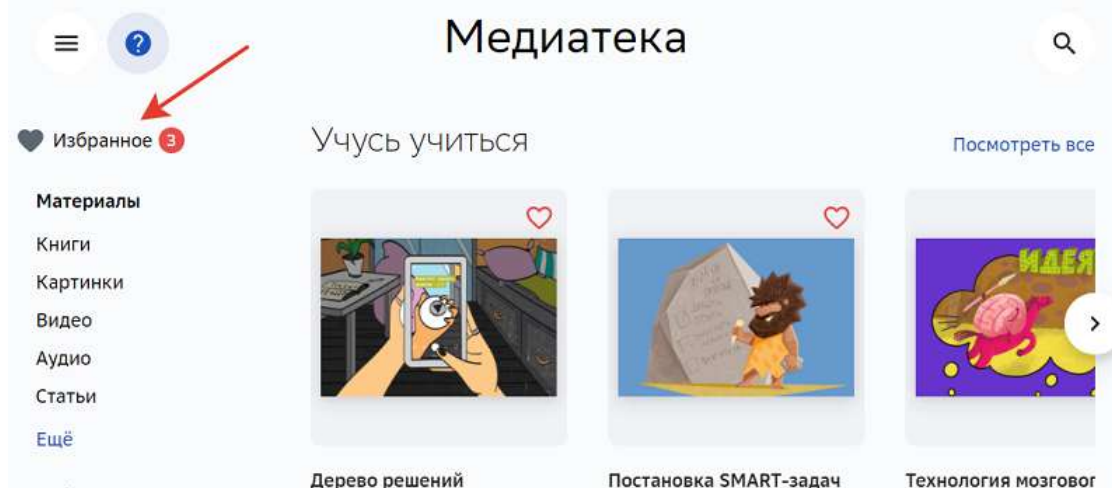 Медиатека
Избранное 3
Учусь учиться
Посмотреть все
Материалы
Книги
Картинки
Видео
Аудио
Статьи
Ещё
ИДЕЯ
Дерево решений
Постановка SMART-задач
Технология мозговог